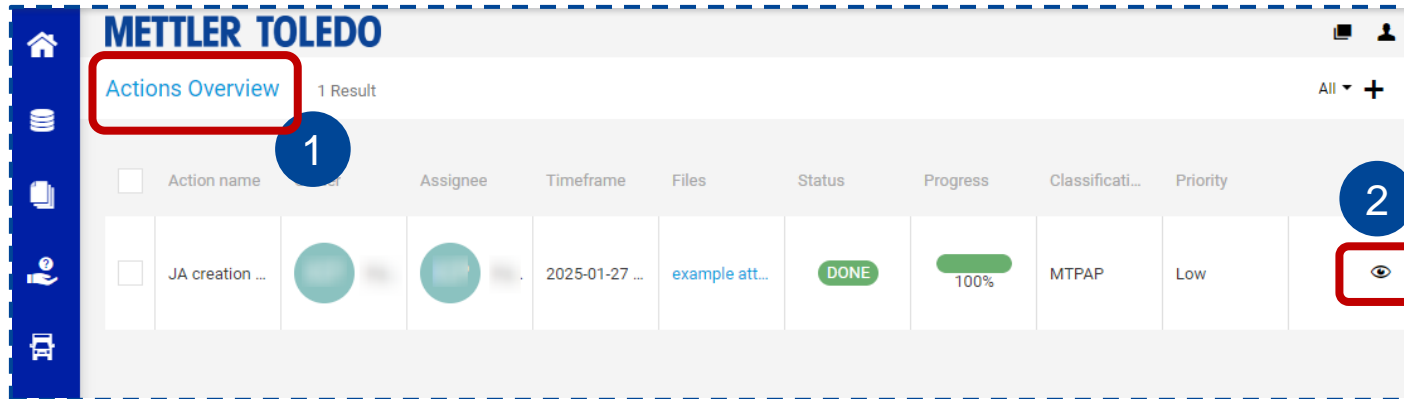 METTLER TOLEDO
Actions Overview 1 Result All
1
Action name Assignee Timeframe Files Status Progress Classificati... Priority
2
JA creation ... 2025-01-27 ... example att... DONE 100% MTPAP Low